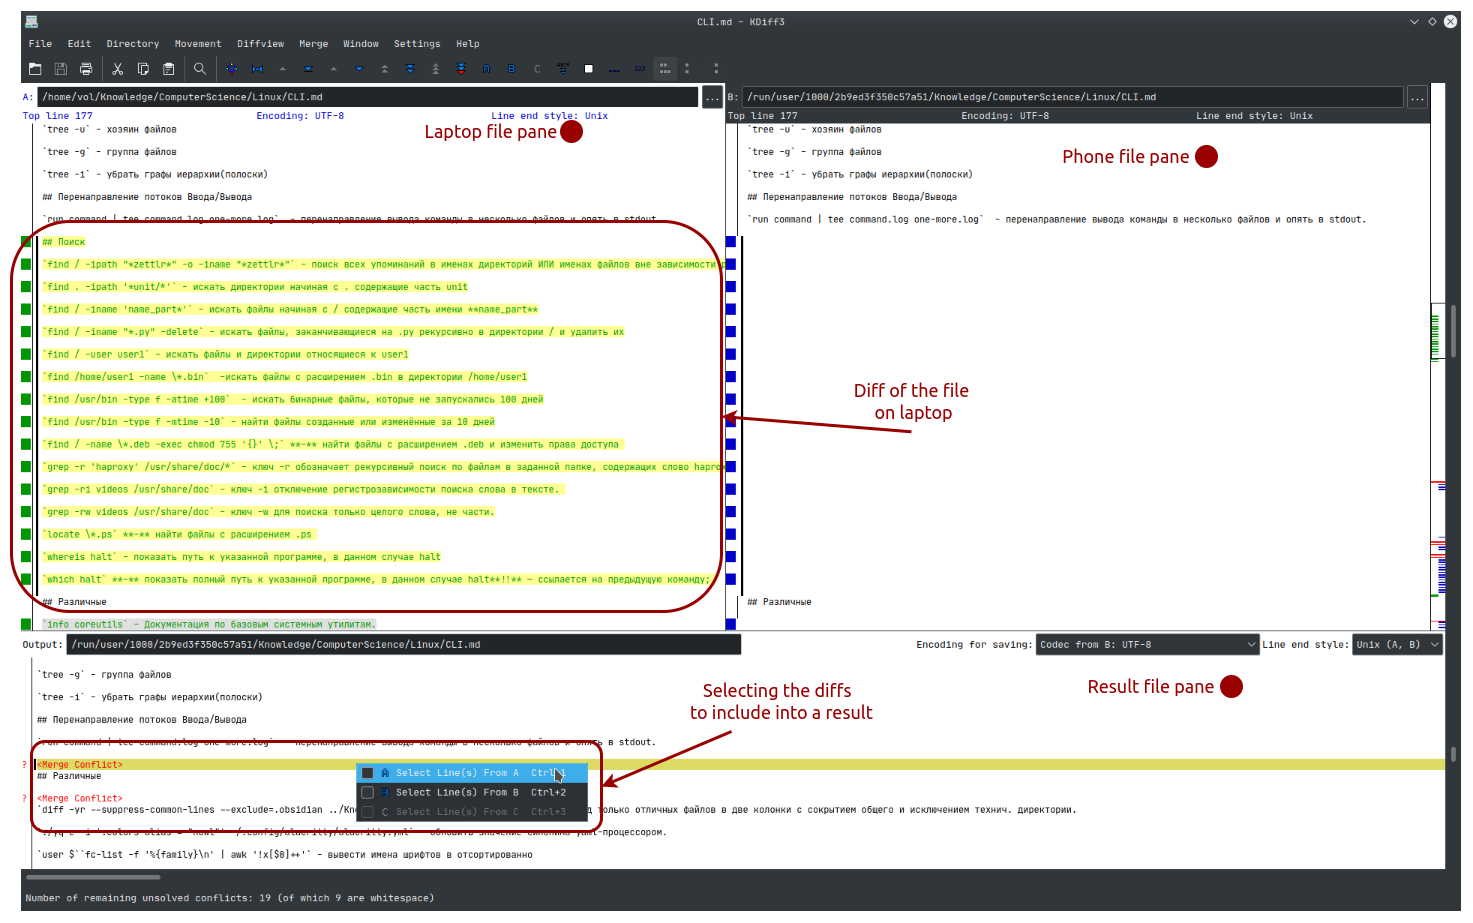 CLI.md - KDiff3
File Edit Directory Movement Diffview Merge Window Settings Help
A: /home/vol/Knowledge/ComputerScience/Linux/CLI.md ...
Top line 177 Encoding: UTF-8 Line end style: Unix
Laptop file pane
`tree -u` - хозяин файлов
`tree -g` - группа файлов
`tree -i` - убрать графы иерархии(полоски)
## Перенаправление потоков Ввода/Вывода
`run command | tee command.log one-more.log` - перенаправление вывода команды в несколько файлов и опять в stdout.
## Поиск
`find / -ipath "*zettlr*" -o -iname "*zettlr*"` - поиск всех упоминаний в именах директорий ИЛИ именах файлов вне зависимости
`find . -ipath '*unit/*'` - искать директории начиная с . содержащие часть unit
`find / -iname 'name_part*'` - искать файлы начиная с / содержащие часть имени **name_part**
`find / -iname "*.py" -delete` - искать файлы, заканчивающиеся на .py рекурсивно в директории / и удалить их
`find / -user user1` - искать файлы и директории относящиеся к user1
`find /home/user1 -name \*.bin`  -искать файлы с расширением .bin в директории /home/user1
`find /usr/bin -type f -atime +100`  - искать бинарные файлы, которые не запускались 100 дней
`find /usr/bin -type f -mtime -10` - найти файлы созданные или изменённые за 10 дней
`find / -name \*.deb -exec chmod 755 '{}' \;` **-** найти файлы с расширением .deb и изменить права доступа
`grep -r 'haproxy' /usr/share/doc/*` - ключ -r обозначает рекурсивный поиск по файлам в заданной папке, содержащих слово
`grep -ri videos /usr/share/doc` - ключ -i отключение регистрозависимости поиска слова в тексте.
`grep -rw videos /usr/share/doc` - ключ -w для поиска только целого слова, не части.
`locate \*.ps` **-** найти файлы с расширением .ps
`whereis halt` - показать путь к указанной программе, в данном случае halt
`which halt` **-** показать полный путь к указанной программе, в данном случае halt**!!** — ссылается на предыдущую команду;
## Различные
`info coreutils` - Документация по базовым системным утилитам.
B: /run/user/1000/2b9ed3f350c57a51/Knowledge/ComputerScience/Linux/CLI.md ...
Top line 177 Encoding: UTF-8 Line end style: Unix
`tree -u` - хозяин файлов
`tree -g` - группа файлов
Phone file pane
`tree -i` - убрать графы иерархии(полоски)
## Перенаправление потоков Ввода/Вывода
`run command | tee command.log one-more.log`  - перенаправление вывода команды в несколько файлов и опять в stdout.
Diff of the file
on laptop
## Различные
Output: /run/user/1000/2b9ed3f350c57a51/Knowledge/ComputerScience/Linux/CLI.md Encoding for saving: Codec from B: UTF-8 Line end style: Unix (A, B)
`tree -g` - группа файлов
`tree -i` - убрать графы иерархии(полоски)
Selecting the diffs
to include into a result
Result file pane
## Перенаправление потоков Ввода/Вывода
`run command | tee command.log one-more.log` - перенаправление вывода команды в несколько файлов и опять в stdout.
? <Merge Conflict>
## Различные
A Select Line(s) From A Ctrl+1
B Select Line(s) From B Ctrl+2
C Select Line(s) From C Ctrl+3
? <Merge Conflict>
`diff -yr --suppress-common-lines --exclude=.obsidian ../Kno только отличных файлов в две колонки с сокрытием общего и исключением технич. директории.
обновить значение синонима yaml-процессором.
`user $``fc-list -f '%{family}\n' | awk '!x[$0]++'` - вывести имена шрифтов в отсортированно
Number of remaining unsolved conflicts: 19 (of which 9 are whitespace)